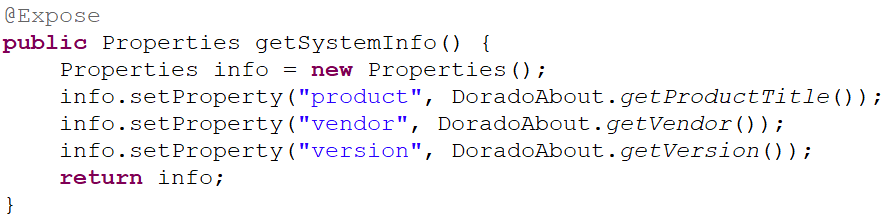 @Expose
public Properties getSystemInfo() {
    Properties info = new Properties();
    info.setProperty("product", DoradoAbout.getProductTitle());
    info.setProperty("vendor", DoradoAbout.getVendor());
    info.setProperty("version", DoradoAbout.getVersion());
    return info;
}